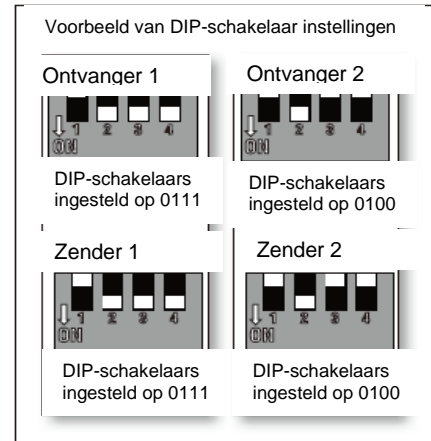 Voorbeeld van DIP-schakelaar instellingen
Ontvanger 1
1 2 3 4
ON
DIP-schakelaars
ingesteld op 0111
Ontvanger 2
1 2 3 4
ON
DIP-schakelaars
ingesteld op 0100
Zender 1
1 2 3 4
ON
DIP-schakelaars
ingesteld op 0111
Zender 2
1 2 3 4
ON
DIP-schakelaars
ingesteld op 0100